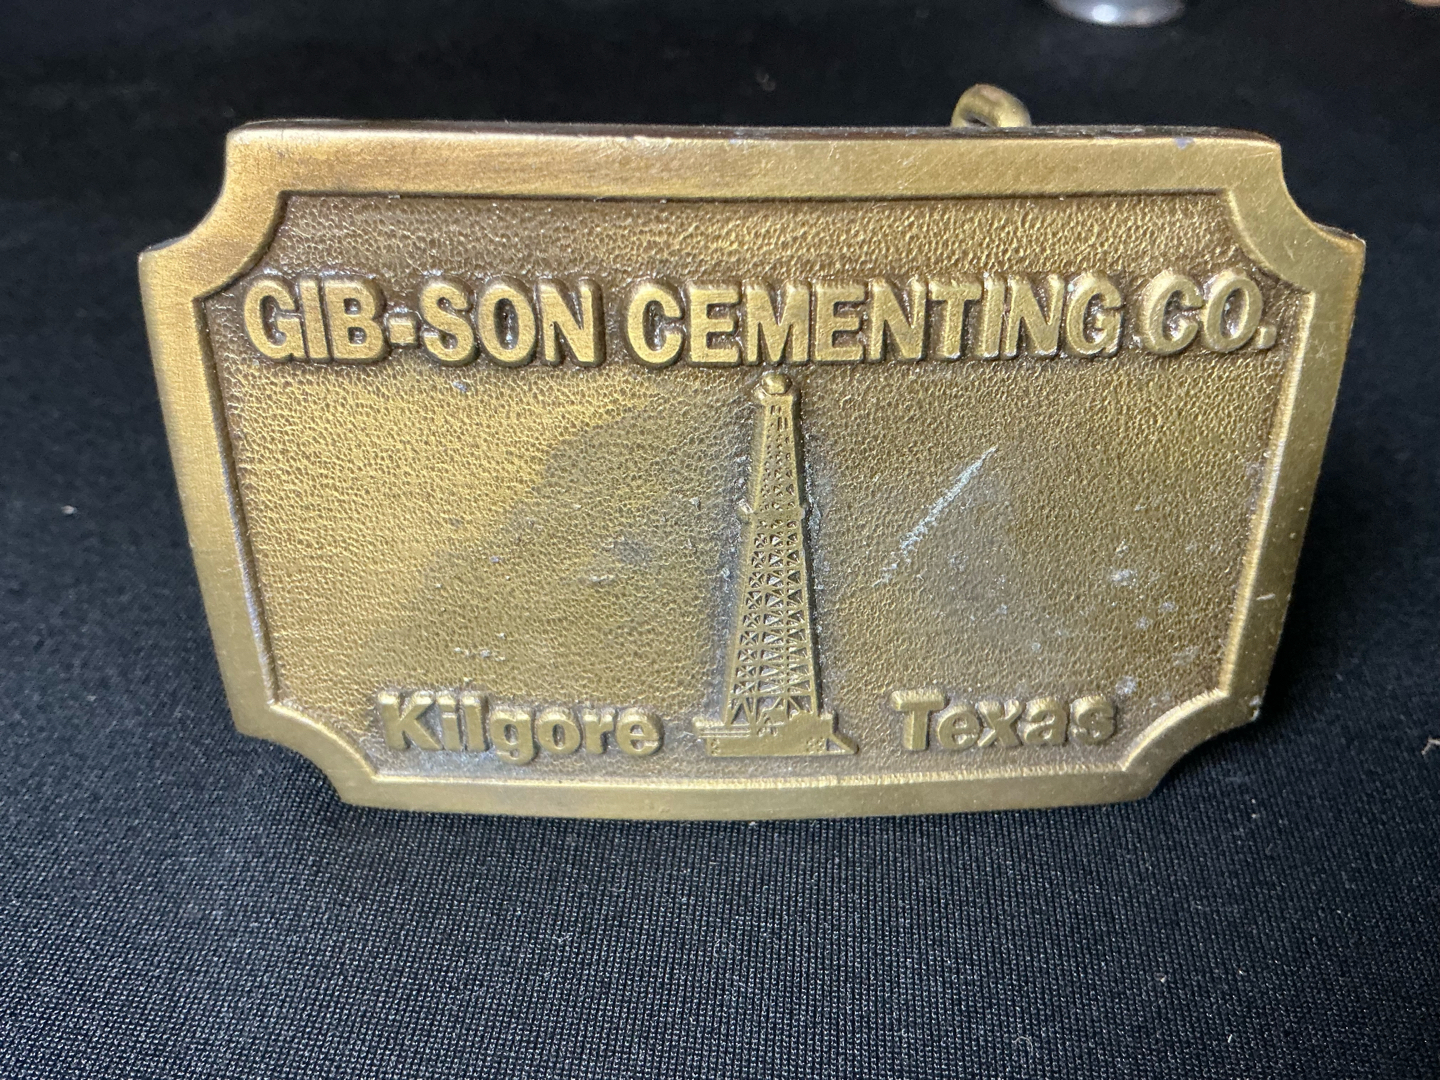 GIB-SON CEMENTING CO.
Kilgore Texas